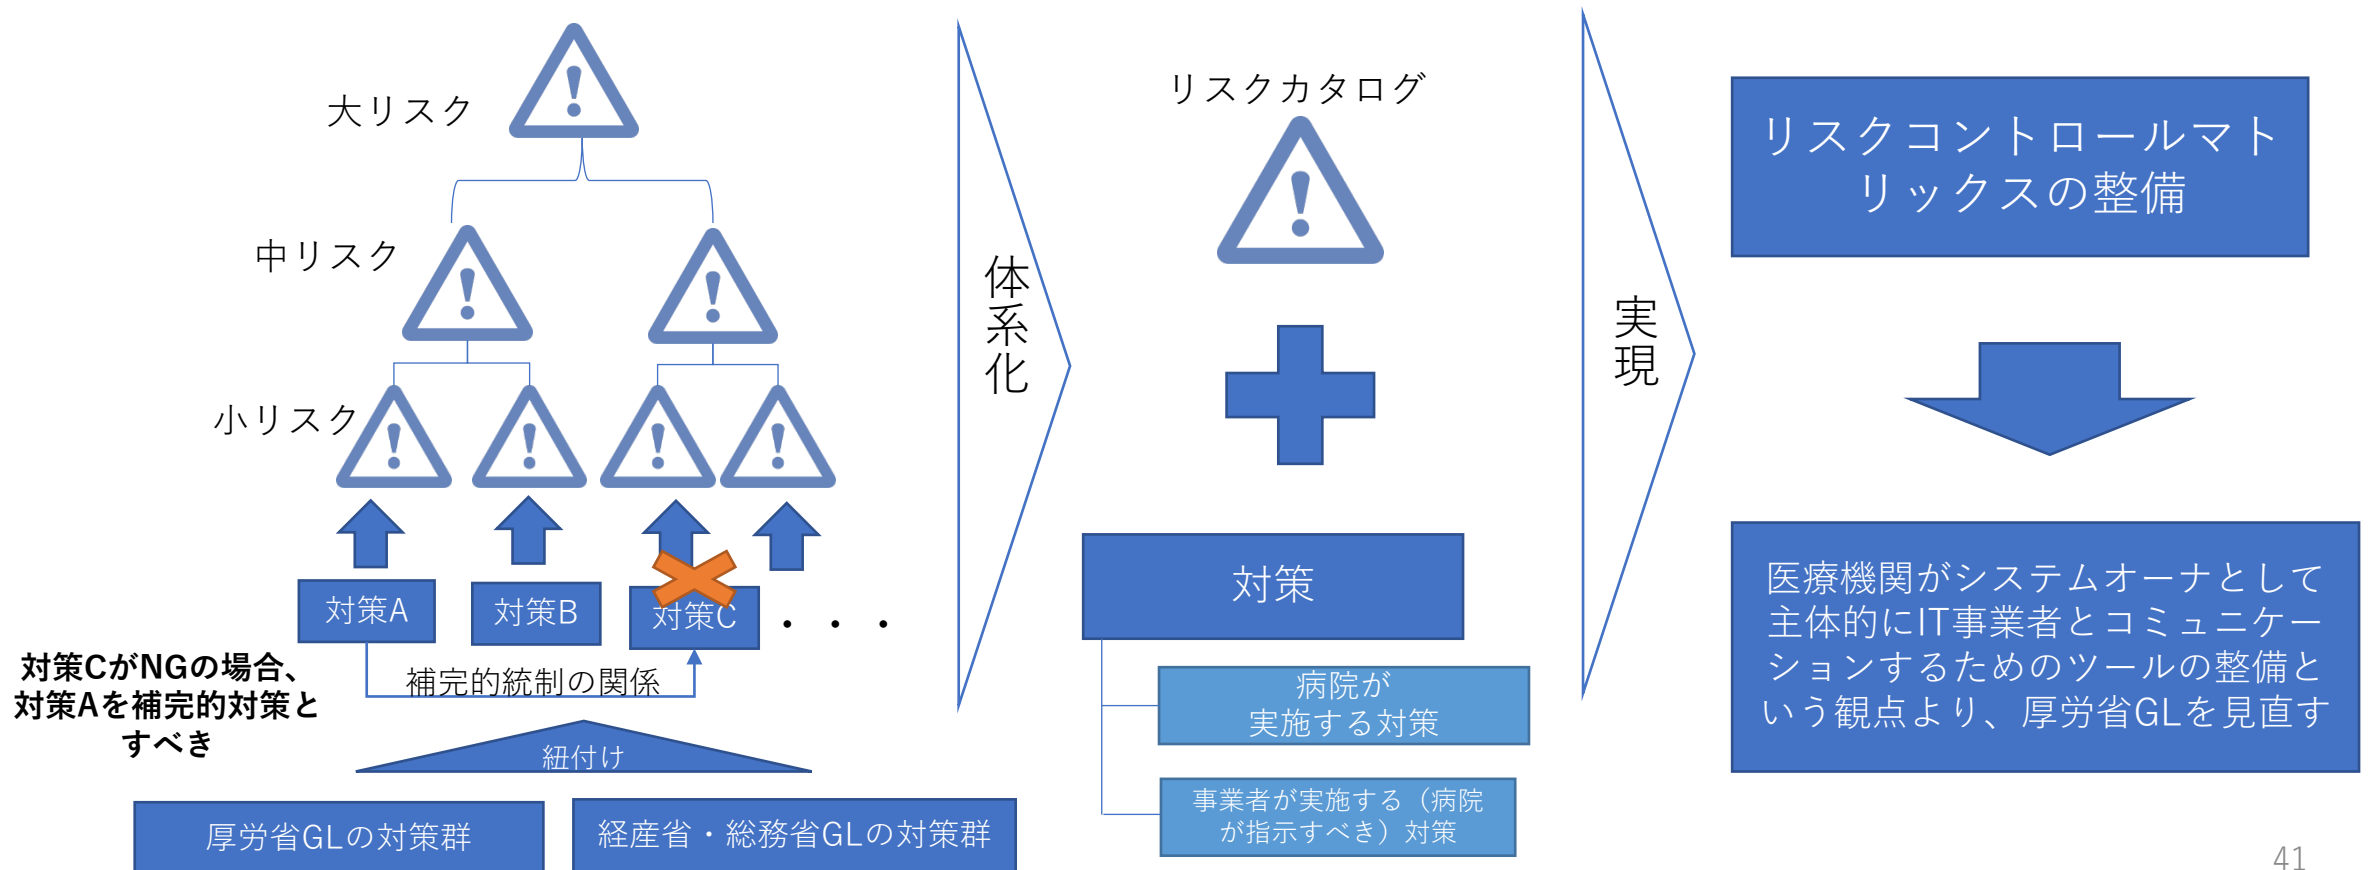 大リスク
中リスク
小リスク
対策A
対策B
対策C
・・・
対策CがNGの場合、
対策Aを補完的対策と
すべき
補完的統制の関係
紐付け
厚労省GLの対策群
経産省・総務省GLの対策群
体系化
リスクカタログ
対策
病院が
実施する対策
事業者が実施する（病院
が指示すべき）対策
実現
リスクコントロールマト
リックスの整備
医療機関がシステムオーナとして
主体的にIT事業者とコミュニケー
ションするためのツールの整備と
いう観点より、厚労省GLを見直す
41